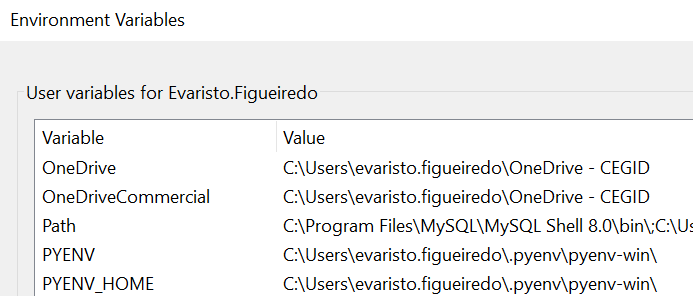 Environment Variables
User variables for Evaristo.Figueiredo
Variable Value
OneDrive C:\Users\evaristo.figueiredo\OneDrive - CEGID
OneDriveCommercial C:\Users\evaristo.figueiredo\OneDrive - CEGID
Path C:\Program Files\MySQL\MySQL Shell 8.0\bin\;C:\Us
PYENV C:\Users\evaristo.figueiredo\.pyenv\pyenv-win\
PYENV_HOME C:\Users\evaristo.figueiredo\.pyenv\pyenv-win\